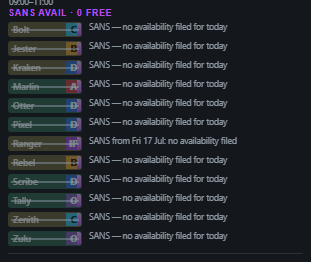 09:00–11:00
SANS AVAIL · 0 FREE
Bolt C SANS — no availability filed for today
Jester B SANS — no availability filed for today
Kraken D SANS — no availability filed for today
Marlin A SANS — no availability filed for today
Otter D SANS — no availability filed for today
Pixel D SANS — no availability filed for today
Ranger SANS from Fri 17 Jul: no availability filed
Rebel B SANS — no availability filed for today
Scribe D SANS — no availability filed for today
Tally SANS — no availability filed for today
Zenith C SANS — no availability filed for today
Zulu SANS — no availability filed for today